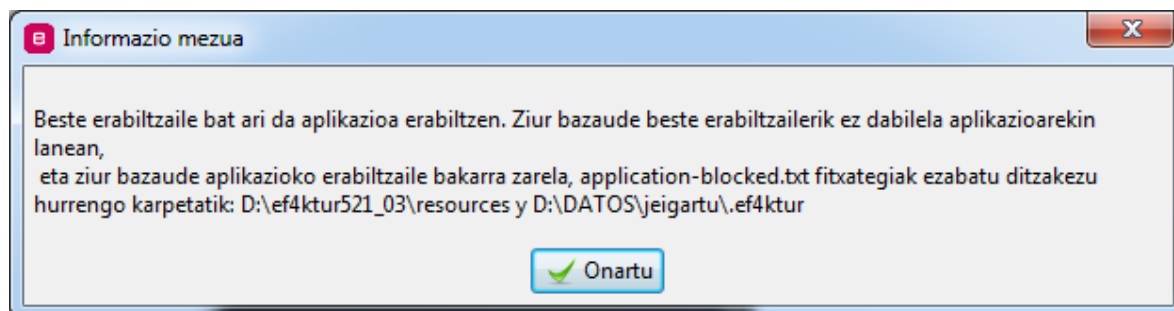 e Informazio mezua
Beste erabiltzaile bat ari da aplikazioa erabiltzen. Ziur bazaude beste erabiltzailerik ez dabilela aplikazioarekin
lanean,
eta ziur bazaude aplikazioko erabiltzaile bakarra zarela, application-blocked.txt fitxategiak ezabatu ditzakezu
hurrengo karpetatik: D:\ef4ktur521_03\resources y D:\DATOS\jeigartu\.ef4ktur
Onartu